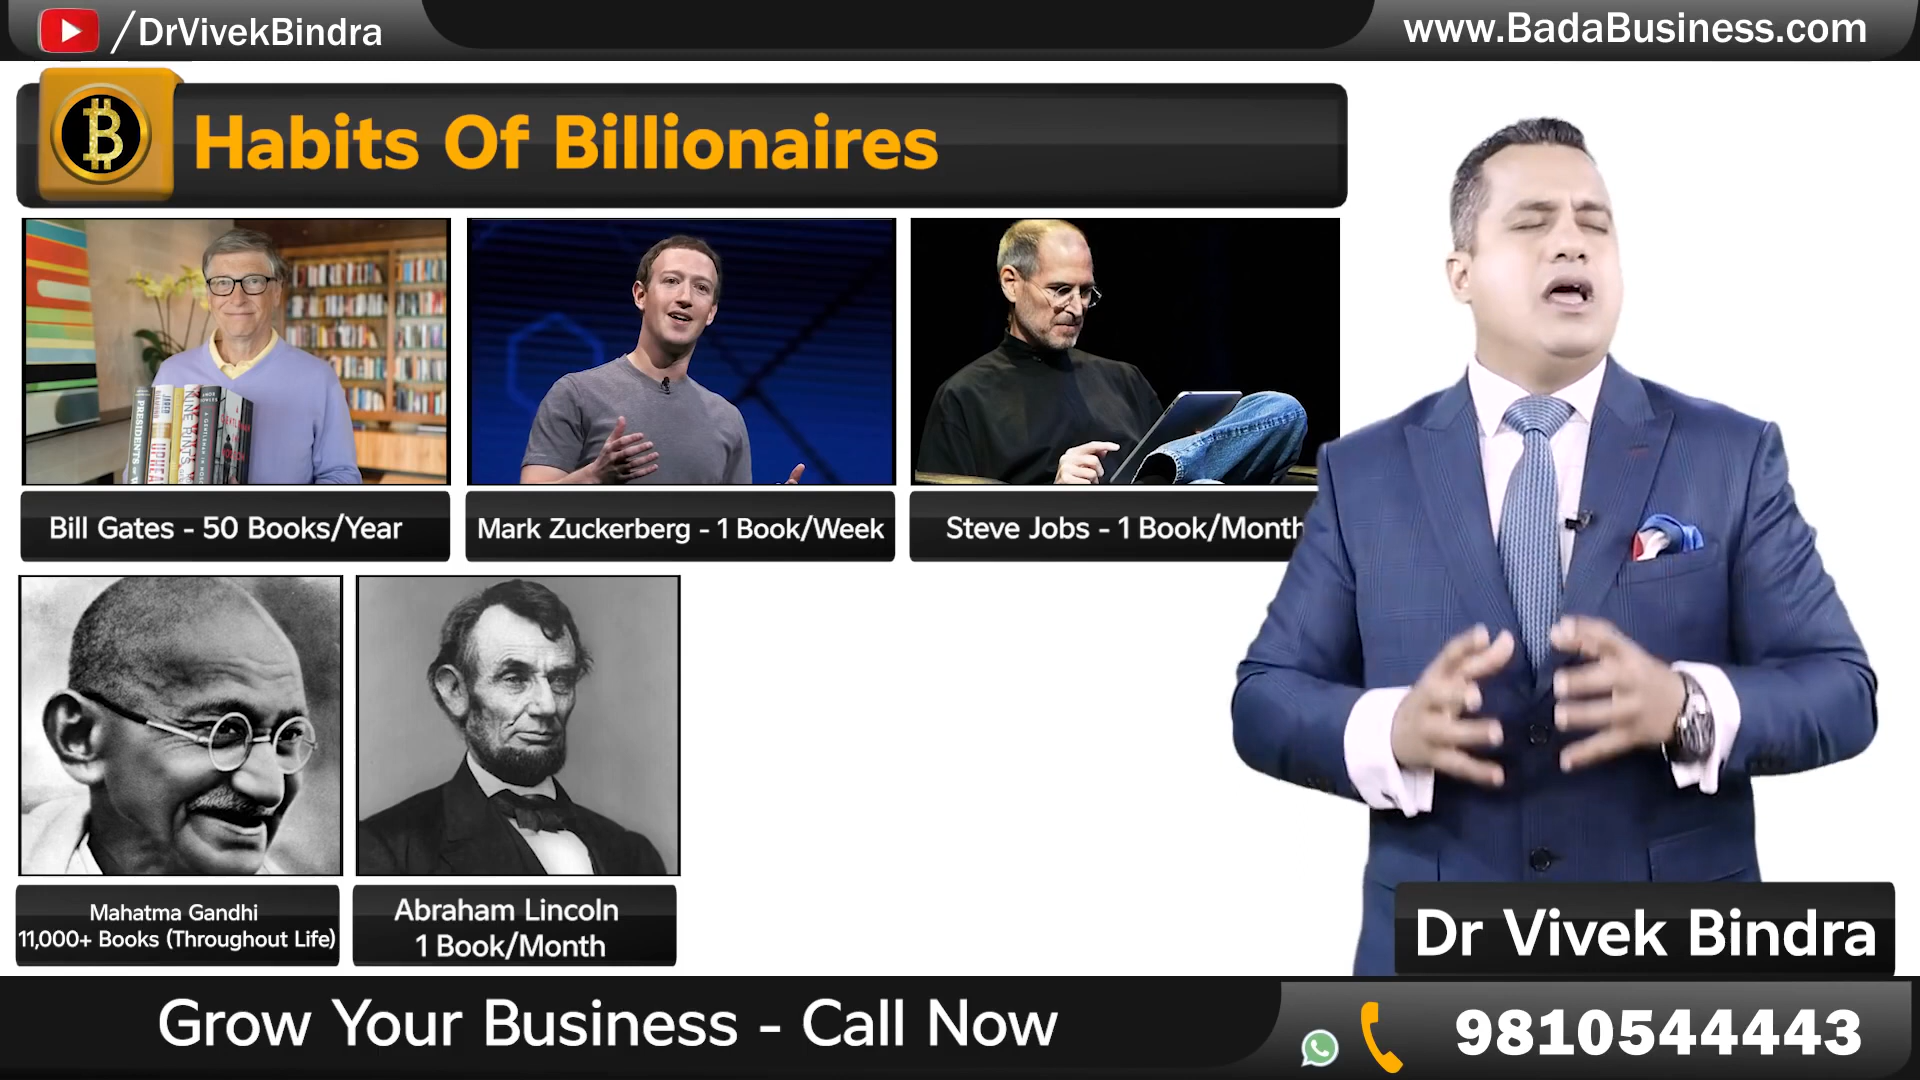 /DrVivekBindra
www.BadaBusiness.com
Habits Of Billionaires
Bill Gates - 50 Books/Year
Mark Zuckerberg - 1 Book/Week
Steve Jobs - 1 Book/Month
Mahatma Gandhi
11,000+ Books (Throughout Life)
Abraham Lincoln
1 Book/Month
Dr Vivek Bindra
Grow Your Business - Call Now
9810544443